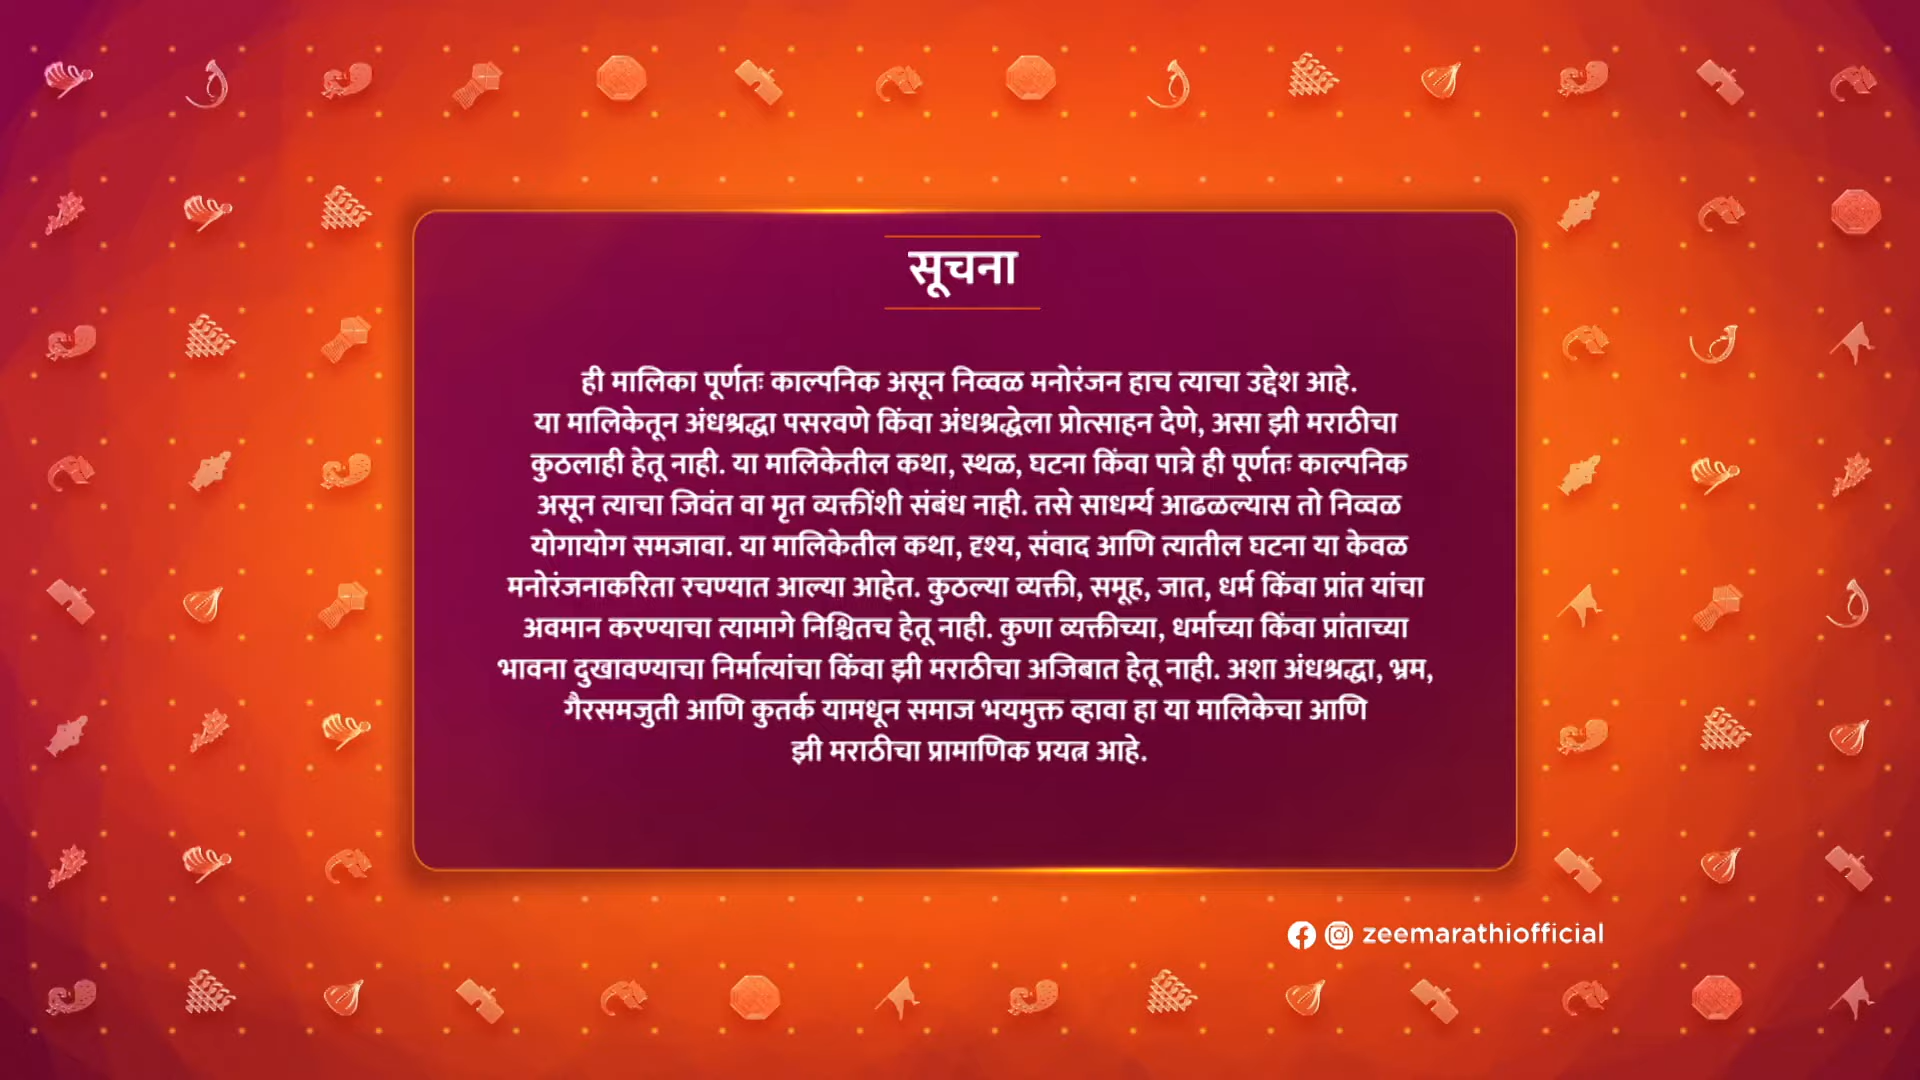 सूचना
ही मालिका पूर्णतः काल्पनिक असून निव्वळ मनोरंजन हाच त्याचा उद्देश आहे.
या मालिकेतून अंधश्रद्धा पसरवणे किंवा अंधश्रद्धेला प्रोत्साहन देणे, असा झी मराठीचा
कुठलाही हेतू नाही. या मालिकेतील कथा, स्थळ, घटना किंवा पात्रे ही पूर्णतः काल्पनिक
असून त्याचा जिवंत वा मृत व्यक्तींशी संबंध नाही. तसे साधर्म्य आढळल्यास तो निव्वळ
योगायोग समजावा. या मालिकेतील कथा, दृश्य, संवाद आणि त्यातील घटना या केवळ
मनोरंजनाकरिता रचण्यात आल्या आहेत. कुठल्या व्यक्ती, समूह, जात, धर्म किंवा प्रांत यांचा
अवमान करण्याचा त्यामागे निश्चितच हेतू नाही. कुणा व्यक्तीच्या, धर्माच्या किंवा प्रांताच्या
भावना दुखावण्याचा निर्मात्यांचा किंवा झी मराठीचा अजिबात हेतू नाही. अशा अंधश्रद्धा, भ्रम,
गैरसमजुती आणि कुतर्क यामधून समाज भयमुक्त व्हावा हा या मालिकेचा आणि
झी मराठीचा प्रामाणिक प्रयत्न आहे.
zeemarathiofficial